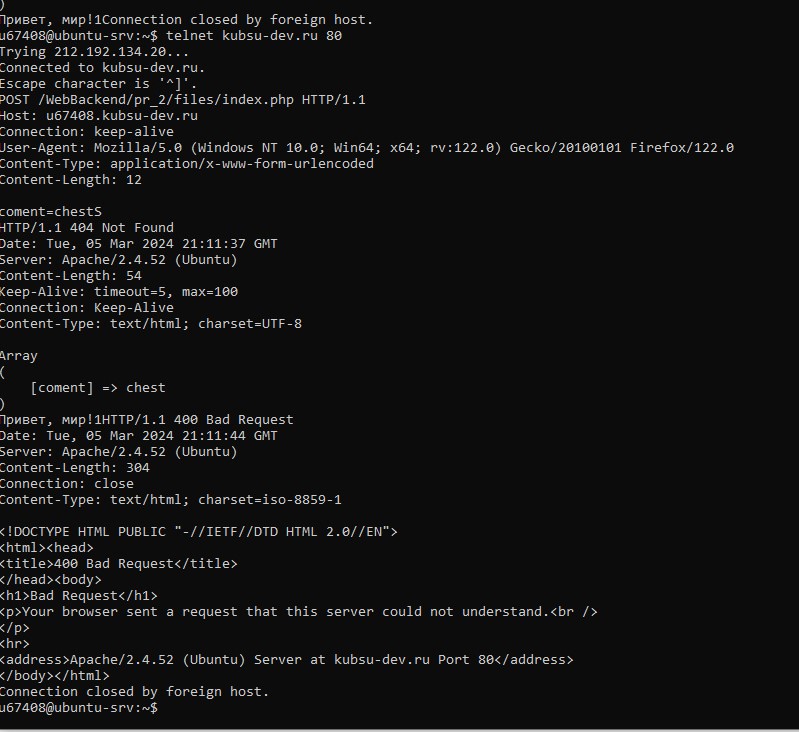 )
Привет, мир!1Connection closed by foreign host.
u67408@ubuntu-srv:~$ telnet kubsu-dev.ru 80
Trying 212.192.134.20...
Connected to kubsu-dev.ru.
Escape character is '^]'.
POST /WebBackend/pr_2/files/index.php HTTP/1.1
Host: u67408.kubsu-dev.ru
Connection: keep-alive
User-Agent: Mozilla/5.0 (Windows NT 10.0; Win64; x64; rv:122.0) Gecko/20100101 Firefox/122.0
Content-Type: application/x-www-form-urlencoded
Content-Length: 12

coment=chestS
HTTP/1.1 404 Not Found
Date: Tue, 05 Mar 2024 21:11:37 GMT
Server: Apache/2.4.52 (Ubuntu)
Content-Length: 54
Keep-Alive: timeout=5, max=100
Connection: Keep-Alive
Content-Type: text/html; charset=UTF-8

Array
(
    [coment] => chest
)
Привет, мир!1HTTP/1.1 400 Bad Request
Date: Tue, 05 Mar 2024 21:11:44 GMT
Server: Apache/2.4.52 (Ubuntu)
Content-Length: 304
Connection: close
Content-Type: text/html; charset=iso-8859-1

<!DOCTYPE HTML PUBLIC "-//IETF//DTD HTML 2.0//EN">
<html><head>
<title>400 Bad Request</title>
</head><body>
<h1>Bad Request</h1>
<p>Your browser sent a request that this server could not understand.<br />
</p>
<hr>
<address>Apache/2.4.52 (Ubuntu) Server at kubsu-dev.ru Port 80</address>
</body></html>
Connection closed by foreign host.
u67408@ubuntu-srv:~$